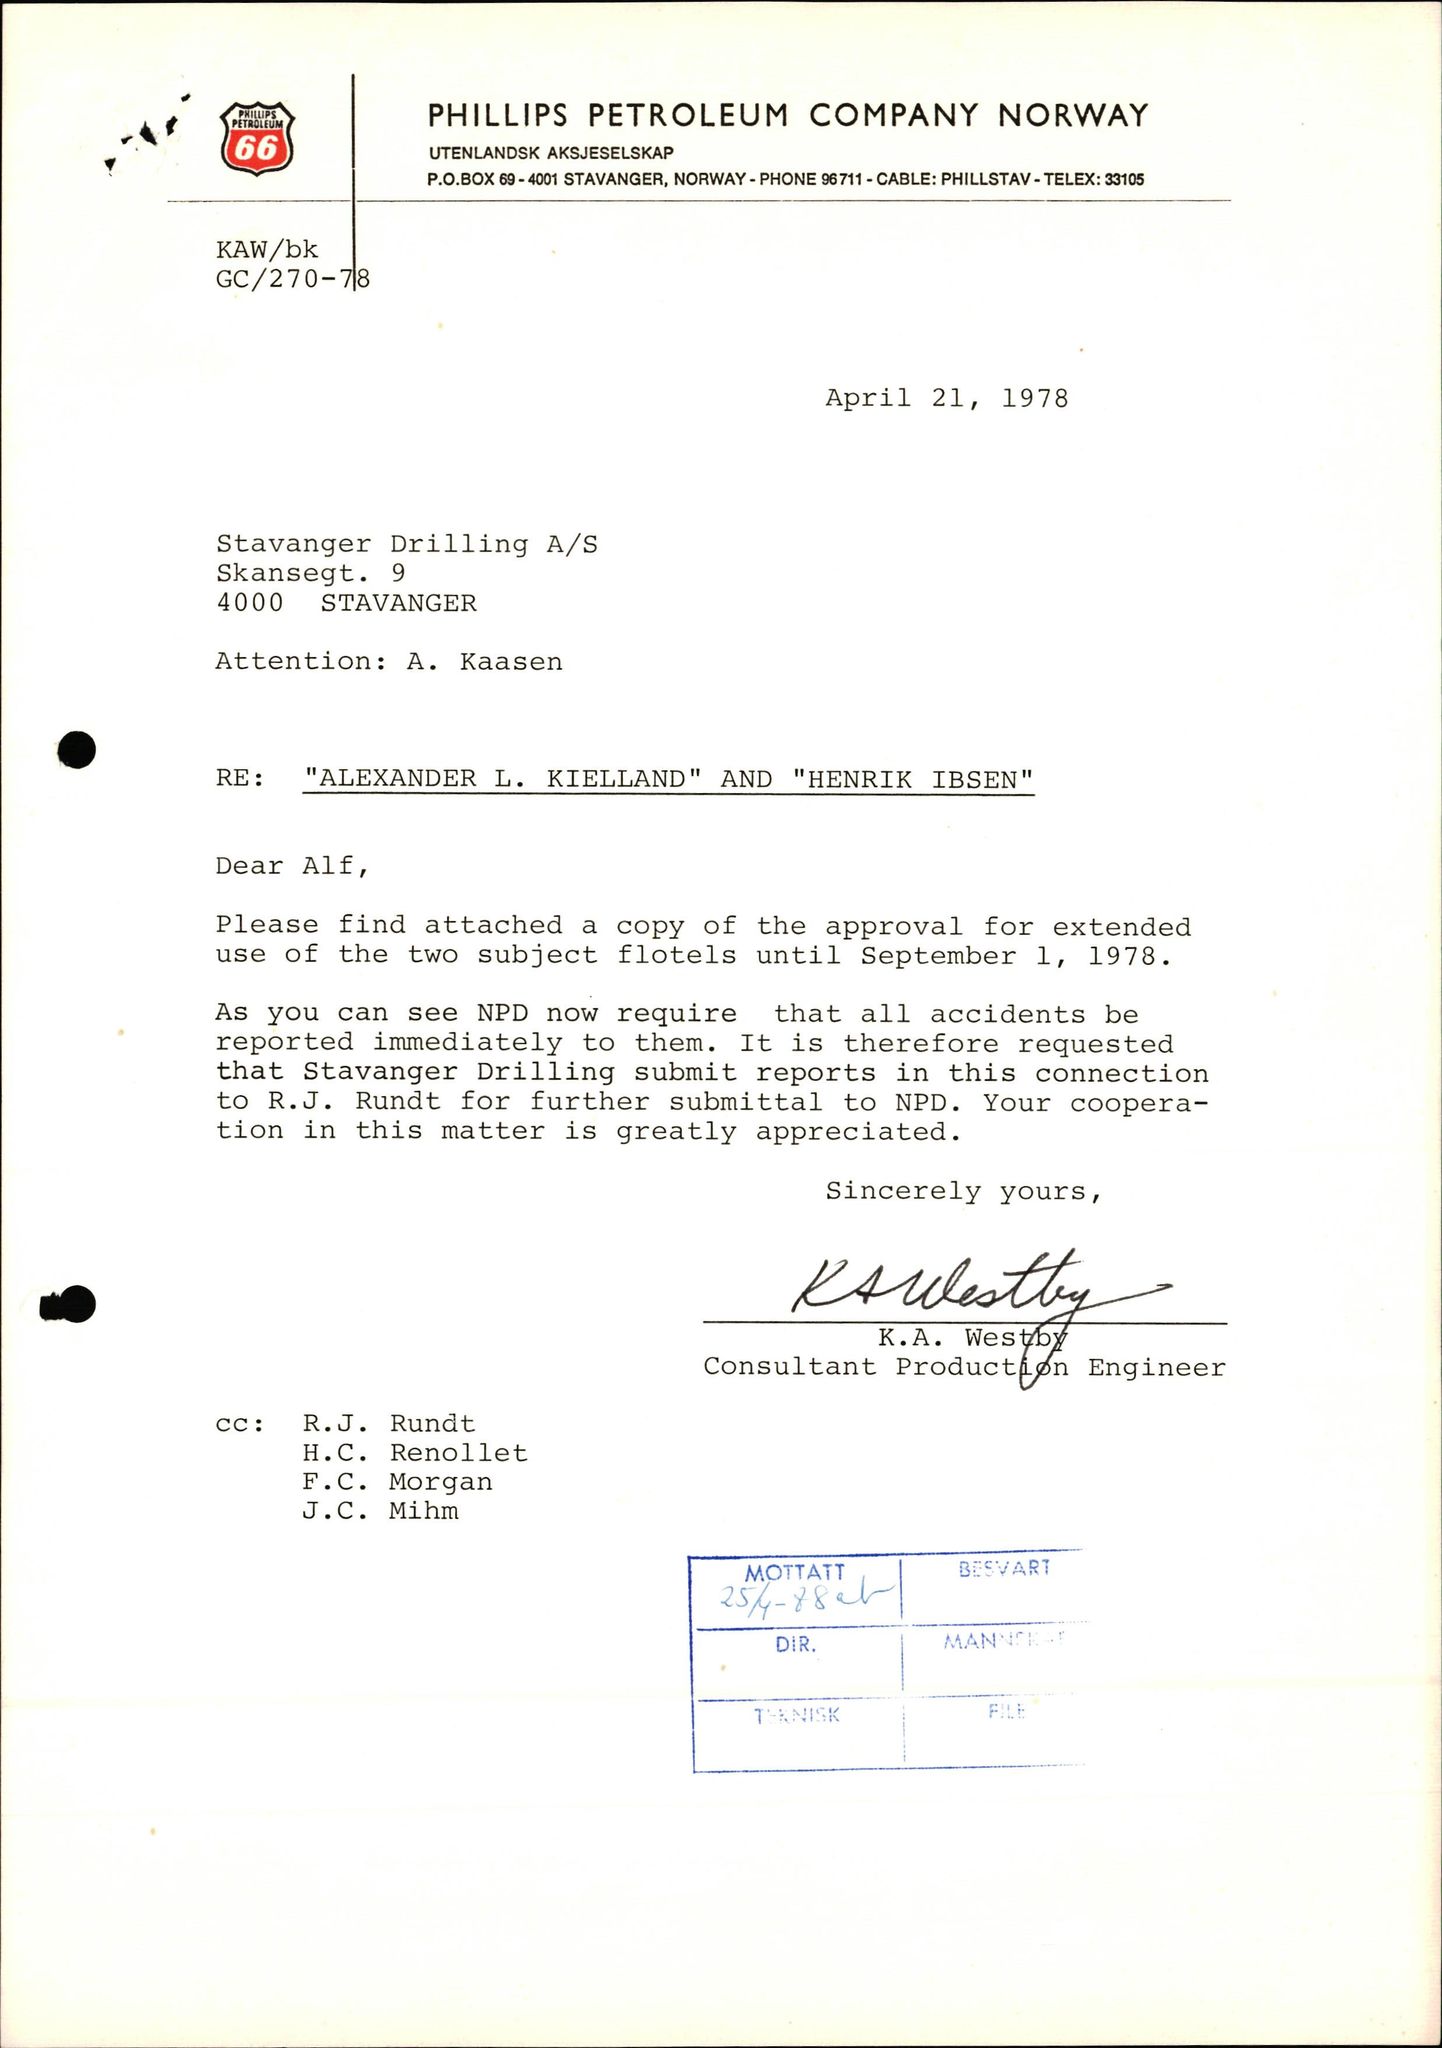 PHILLIPS
PETROLEUM
66
PHILLIPS PETROLEUM COMPANY NORWAY
UTENLANDSK AKSJESELSKAP
P.O.BOX 69 - 4001 STAVANGER, NORWAY - PHONE 96711 - CABLE: PHILLSTAV - TELEX: 33105
KAW/bk
GC/270-78
April 21, 1978
Stavanger Drilling A/S
Skansegt. 9
4000 STAVANGER
Attention: A. Kaasen
RE: "ALEXANDER L. KIELLAND" AND "HENRIK IBSEN"
Dear Alf,
Please find attached a copy of the approval for extended
use of the two subject flotels until September 1, 1978.
As you can see NPD now require that all accidents be
reported immediately to them. It is therefore requested
that Stavanger Drilling submit reports in this connection
to R.J. Rundt for further submittal to NPD. Your coopera-
tion in this matter is greatly appreciated.
Sincerely yours,
KAWestby
K.A. Westby
Consultant Production Engineer
cc: R.J. Rundt
H.C. Renollet
F.C. Morgan
J.C. Mihm
MOTTATT BESVART
25/4-78
DIR.
TEKNISK FILE